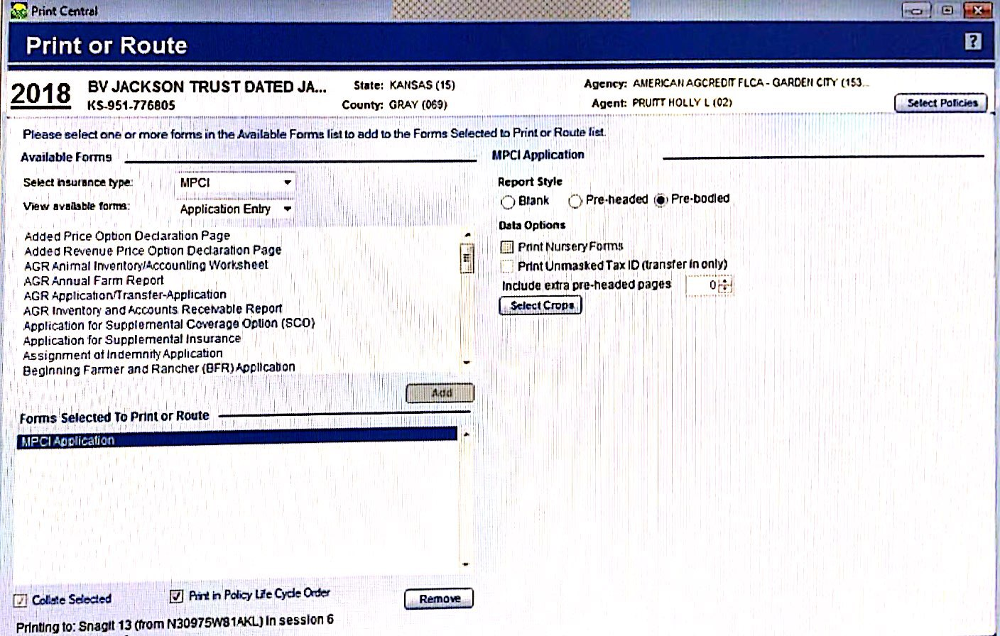 Print Central
Print or Route
?
2018
BV JACKSON TRUST DATED JA...
KS-951-776805
State: KANSAS (15)
County: GRAY (069)
Agency: AMERICAN AGCREDIT FLCA - GARDEN CITY (153...
Agent: PRUITT HOLLY L (02)
Select Policies
Please select one or more forms in the Available Forms list to add to the Forms Selected to Print or Route list.
Available Forms
Select insurance type: MPCI
View available forms: Application Entry
Added Price Option Declaration Page
Added Revenue Price Option Declaration Page
AGR Animal Inventory/Accounting Worksheet
AGR Annual Farm Report
AGR Application/Transfer-Application
AGR Inventory and Accounts Receivable Report
Application for Supplemental Coverage Option (SCO)
Application for Supplemental Insurance
Assignment of Indemnity Application
Beginning Farmer and Rancher (BFR) Application
Add
MPCI Application
Report Style
Blank Pre-headed Pre-bodied
Data Options
Print Nursery Forms
Print Unmasked Tax ID (transfer in only)
Include extra pre-headed pages 0
Select Crops
Forms Selected To Print or Route
MPCI Application
Collate Selected Print in Policy Life Cycle Order Remove
Printing to: Snagit 13 (from N30975W81AKL) in session 6